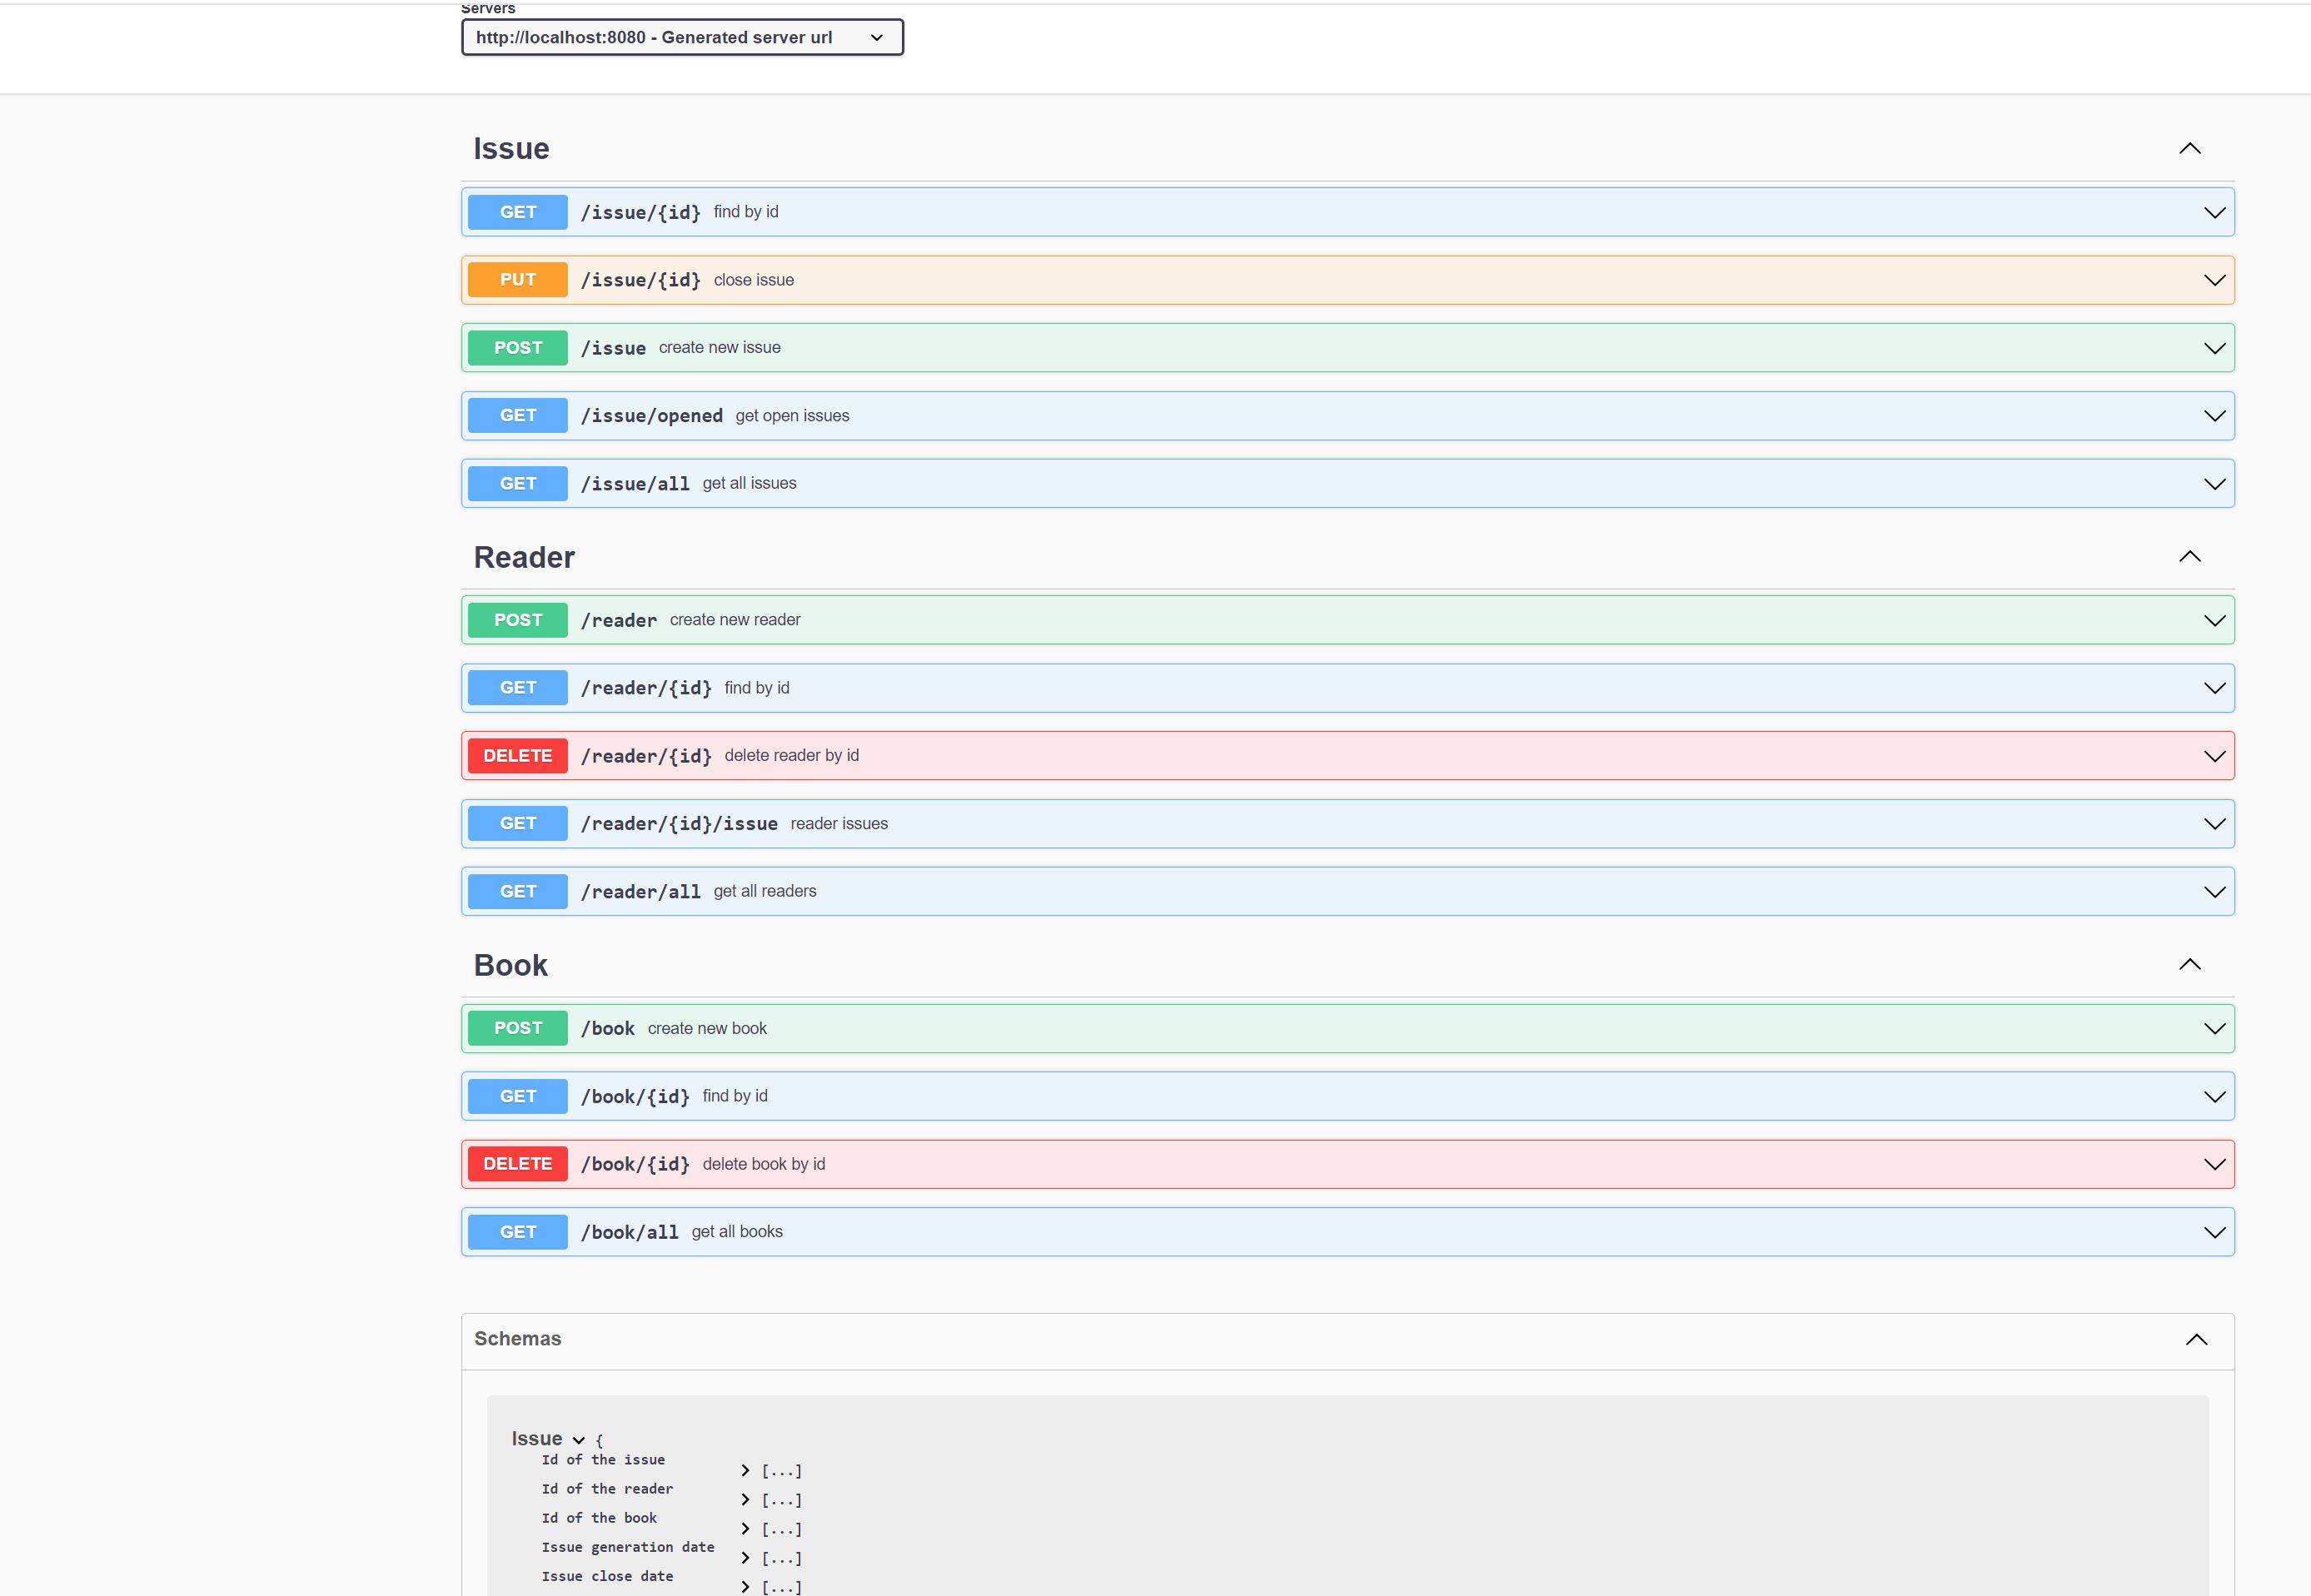 Servers
http://localhost:8080 - Generated server url
Issue
GET /issue/{id} find by id
PUT /issue/{id} close issue
POST /issue create new issue
GET /issue/opened get open issues
GET /issue/all get all issues
Reader
POST /reader create new reader
GET /reader/{id} find by id
DELETE /reader/{id} delete reader by id
GET /reader/{id}/issue reader issues
GET /reader/all get all readers
Book
POST /book create new book
GET /book/{id} find by id
DELETE /book/{id} delete book by id
GET /book/all get all books
Schemas
Issue {
Id of the issue [...]
Id of the reader [...]
Id of the book [...]
Issue generation date [...]
Issue close date [...]